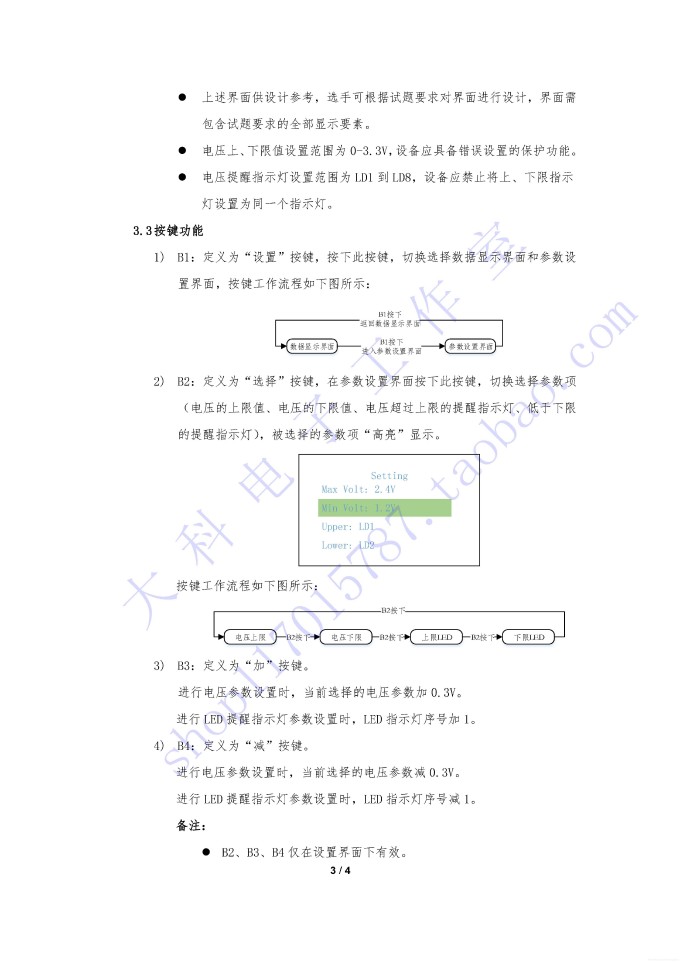 ● 上述界面供设计参考，选手可根据试题要求对界面进行设计，界面需
包含试题要求的全部显示要素。
● 电压上、下限值设置范围为 0-3.3V，设备应具备错误设置的保护功能。
● 电压提醒指示灯设置范围为 LD1 到 LD8，设备应禁止将上、下限指示
灯设置为同一个指示灯。
3.3 按键功能
1) B1：定义为“设置”按键，按下此按键，切换选择数据显示界面和参数设
置界面，按键工作流程如下图所示：
B1按下
返回数据显示界面
数据显示界面
B1按下
进入参数设置界面
参数设置界面
2) B2：定义为“选择”按键，在参数设置界面按下此按键，切换选择参数项
（电压的上限值、电压的下限值、电压超过上限的提醒指示灯、低于下限
的提醒指示灯），被选择的参数项“高亮”显示。
Setting
Max Volt: 2.4V
Min Volt: 1.2V
Upper: LD1
Lower: LD2
按键工作流程如下图所示：
B2按下
电压上限 B2按下 电压下限 B2按下 上限LED B2按下 下限LED
3) B3：定义为“加”按键。
进行电压参数设置时，当前选择的电压参数加 0.3V。
进行 LED 提醒指示灯参数设置时，LED 指示灯序号加 1。
4) B4：定义为“减”按键。
进行电压参数设置时，当前选择的电压参数减 0.3V。
进行 LED 提醒指示灯参数设置时，LED 指示灯序号减 1。
备注：
● B2、B3、B4 仅在设置界面下有效。
3 / 4
大科电子工作室
shop117015787.taobao.com